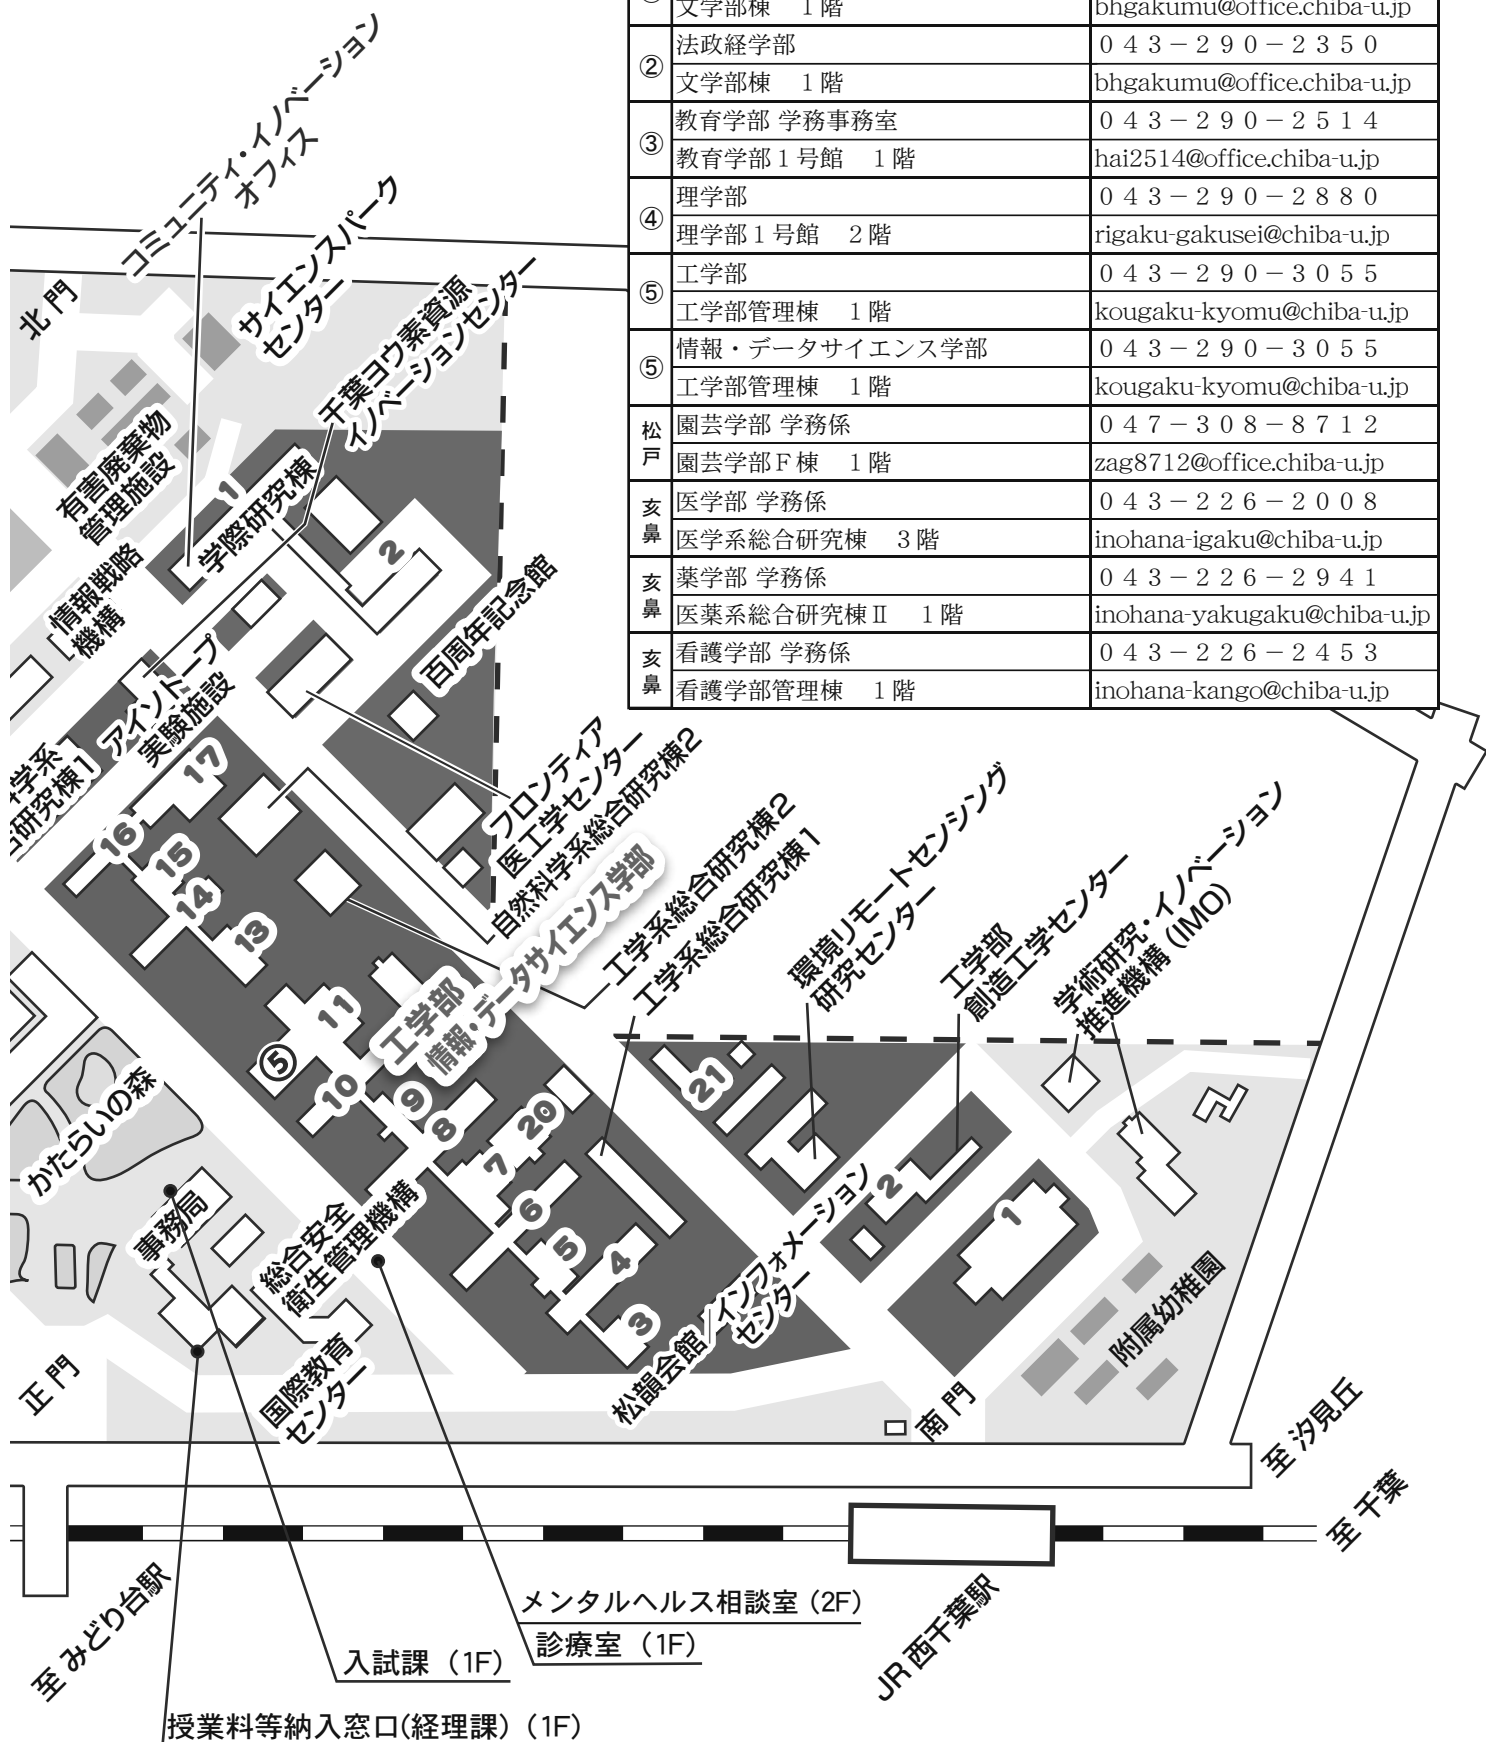 文学部棟　１階
bhgakumu@office.chiba-u.jp
②
法政経学部
０４３－２９０－２３５０
文学部棟　１階
bhgakumu@office.chiba-u.jp
③
教育学部 学務事務室
０４３－２９０－２５１４
教育学部１号館　１階
hai2514@office.chiba-u.jp
④
理学部
０４３－２９０－２８８０
理学部１号館　２階
rigaku-gakusei@chiba-u.jp
⑤
工学部
０４３－２９０－３０５５
工学部管理棟　１階
kougaku-kyomu@chiba-u.jp
⑤
情報・データサイエンス学部
０４３－２９０－３０５５
工学部管理棟　１階
kougaku-kyomu@chiba-u.jp
松戸
園芸学部 学務係
０４７－３０８－８７１２
園芸学部Ｆ棟　１階
zag8712@office.chiba-u.jp
亥鼻
医学部 学務係
０４３－２２６－２００８
医学系総合研究棟　３階
inohana-igaku@chiba-u.jp
亥鼻
薬学部 学務係
０４３－２２６－２９４１
医薬系総合研究棟Ⅱ　１階
inohana-yakugaku@chiba-u.jp
亥鼻
看護学部 学務係
０４３－２２６－２４５３
看護学部管理棟　１階
inohana-kango@chiba-u.jp
コミュニティ・イノベーション
オフィス
北門
サイエンスパーク
センター
千葉ヨウ素資源
イノベーションセンター
有害廃棄物
管理施設
1
学際研究棟
2
情報戦略
機構
百周年記念館
アイソトープ
実験施設
学系
合研究棟1
フロンティア
医工学センター
自然科学系総合研究棟2
17
16
15
14
13
11
⑤
10
9
8
20
7
6
5
4
3
工学部
情報・データサイエンス学部
工学系総合研究棟2
工学系総合研究棟1
環境リモートセンシング
研究センター
工学部
創造工学センター
学術研究・イノベーション
推進機構 (IMO)
21
2
1
かたらいの森
事務局
総合安全
衛生管理機構
国際教育
センター
松韻会館／インフォメーション
センター
附属幼稚園
正門
南門
至 汐見丘
至 千葉
至 みどり台駅
JR 西千葉駅
メンタルヘルス相談室 (2F)
診療室 (1F)
入試課 (1F)
授業料等納入窓口(経理課) (1F)